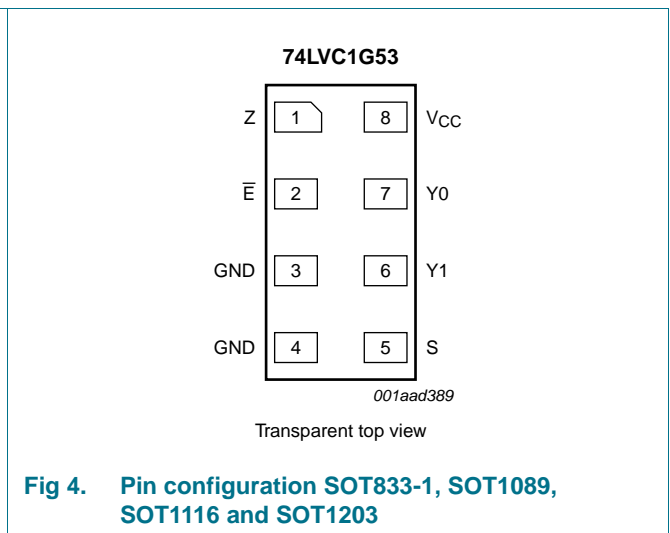 74LVC1G53
Z 1 8 VCC
E̅ 2 7 Y0
GND 3 6 Y1
GND 4 5 S
001aad389
Transparent top view
Fig 4. Pin configuration SOT833-1, SOT1089,
SOT1116 and SOT1203